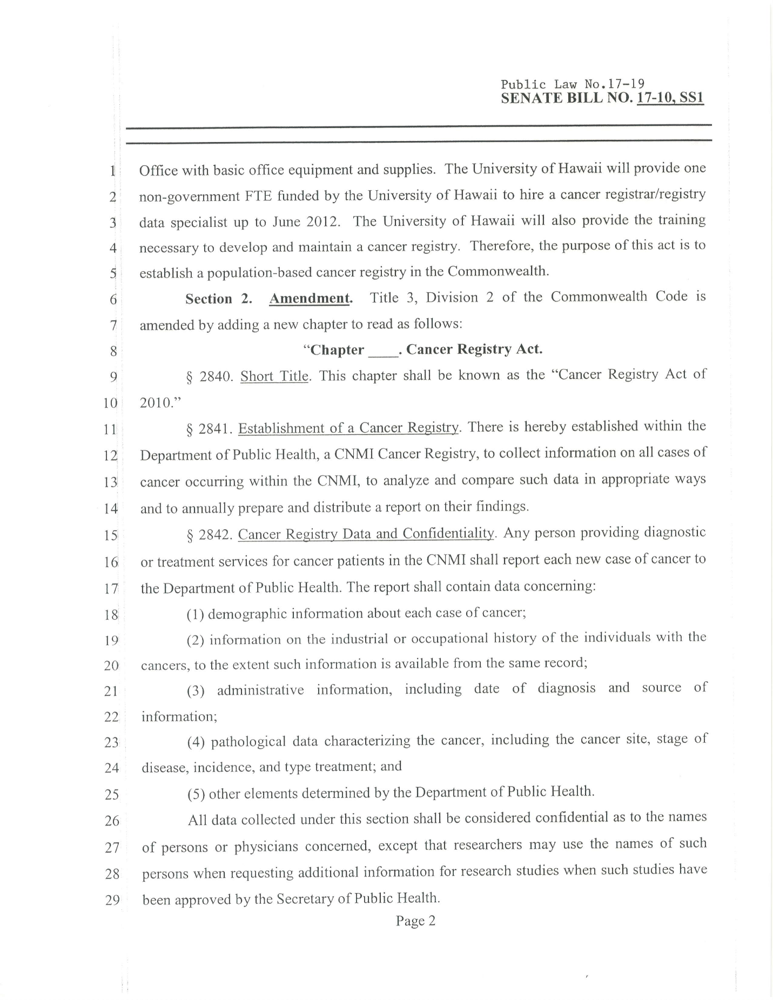 Public Law No.17-19
SENATE BILL NO. 17-10, SS1
1 Office with basic office equipment and supplies. The University of Hawaii will provide one
2 non-government FTE funded by the University of Hawaii to hire a cancer registrar/registry
3 data specialist up to June 2012. The University of Hawaii will also provide the training
4 necessary to develop and maintain a cancer registry. Therefore, the purpose of this act is to
5 establish a population-based cancer registry in the Commonwealth.
6 Section 2. Amendment. Title 3, Division 2 of the Commonwealth Code is
7 amended by adding a new chapter to read as follows:
8 “Chapter ____. Cancer Registry Act.
9 § 2840. Short Title. This chapter shall be known as the “Cancer Registry Act of
10 2010.”
11 § 2841. Establishment of a Cancer Registry. There is hereby established within the
12 Department of Public Health, a CNMI Cancer Registry, to collect information on all cases of
13 cancer occurring within the CNMI, to analyze and compare such data in appropriate ways
14 and to annually prepare and distribute a report on their findings.
15 § 2842. Cancer Registry Data and Confidentiality. Any person providing diagnostic
16 or treatment services for cancer patients in the CNMI shall report each new case of cancer to
17 the Department of Public Health. The report shall contain data concerning:
18 (1) demographic information about each case of cancer;
19 (2) information on the industrial or occupational history of the individuals with the
20 cancers, to the extent such information is available from the same record;
21 (3) administrative information, including date of diagnosis and source of
22 information;
23 (4) pathological data characterizing the cancer, including the cancer site, stage of
24 disease, incidence, and type treatment; and
25 (5) other elements determined by the Department of Public Health.
26 All data collected under this section shall be considered confidential as to the names
27 of persons or physicians concerned, except that researchers may use the names of such
28 persons when requesting additional information for research studies when such studies have
29 been approved by the Secretary of Public Health.
Page 2